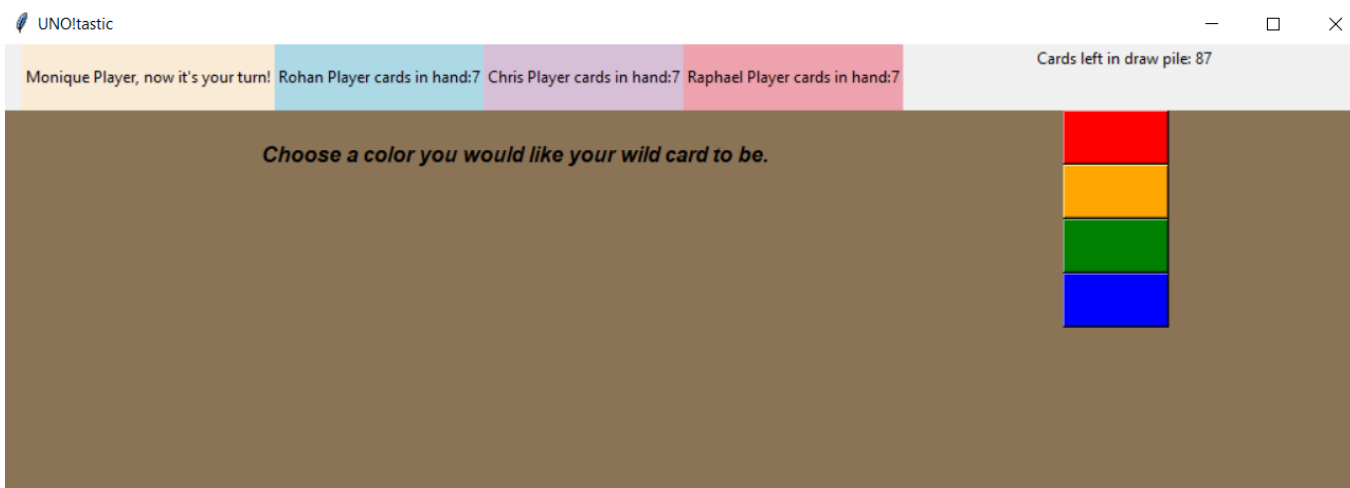 UNO!tastic
Monique Player, now it's your turn! Rohan Player cards in hand:7 Chris Player cards in hand:7 Raphael Player cards in hand:7
Cards left in draw pile: 87
Choose a color you would like your wild card to be.